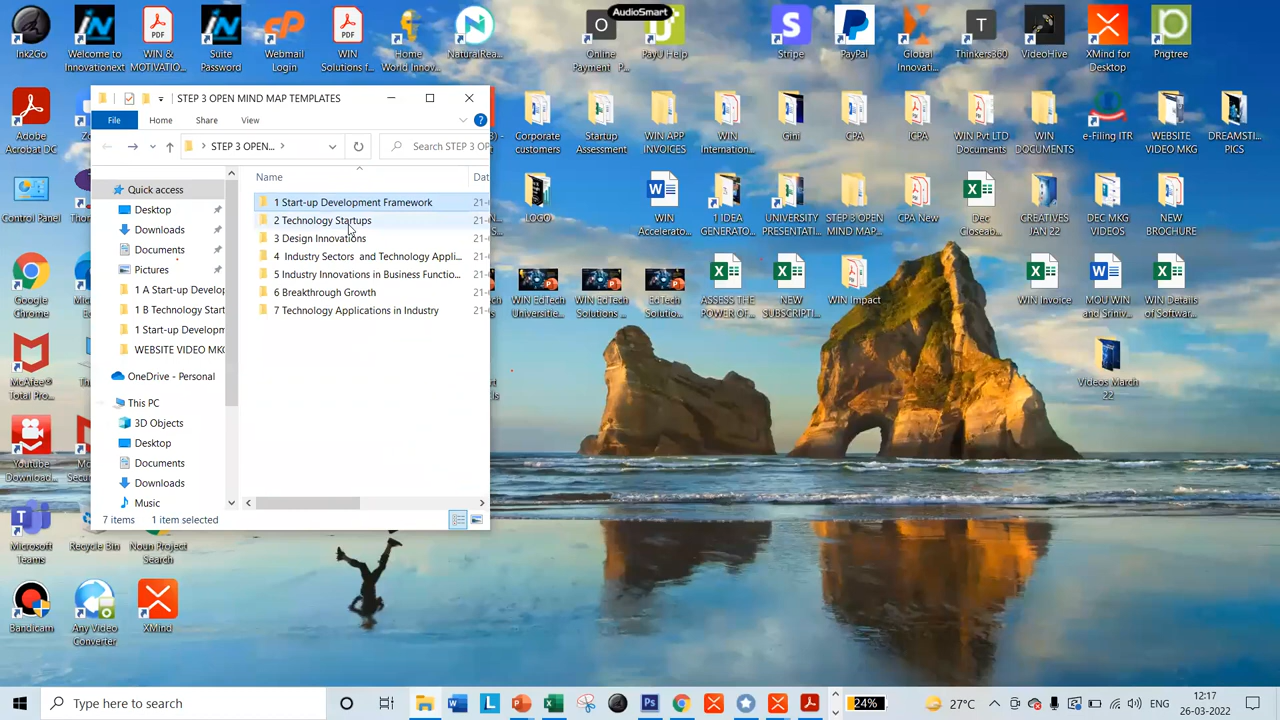 AudioSmart
Ink2Go
Welcome to
Innovationext
WIN &
MOTIVATIO...
Suite
Password
Webmail
Login
WIN
Solutions f...
Home _
World Innov...
NaturalRea...
Online
Payment P...
PayU Help
Stripe
PayPal
Global
Innovati...
Thinkers360
VideoHive
XMind for
Desktop
Pngtree
STEP 3 OPEN MIND MAP TEMPLATES
File
Home
Share
View
STEP 3 OPEN...
Search STEP 3 OP
Name
Dat
Quick access
Desktop
Downloads
Documents
Pictures
1 A Start-up Develop
1 B Technology Start
1 Start-up Developm
WEBSITE VIDEO MKG
OneDrive - Personal
This PC
3D Objects
Desktop
Documents
Downloads
Music
1 Start-up Development Framework
2 Technology Startups
3 Design Innovations
4 Industry Sectors and Technology Appli...
5 Industry Innovations in Business Functio...
6 Breakthrough Growth
7 Technology Applications in Industry
21-
21-
21-
21-
21-
21-
21-
7 items
1 item selected
Adobe
Acrobat DC
Control Panel
Google
Chrome
McAfee®
Total Pro...
Youtube
Download...
Microsoft
Teams
Recycle Bin
Noun Project
Search
Bandicam
Any Video
Converter
XMind
Corporate
customers
Startup
Assessment
WIN APP
INVOICES
WIN
Internation...
Gini
CPA
ICPA
WIN Pvt LTD
Documents
WIN
DOCUMENTS
e-Filing ITR
WEBSITE
VIDEO MKG
DREAMSTI...
PICS
LOGO
WIN
Accelerato...
1 IDEA
GENERATO...
UNIVERSITY
PRESENTAT...
STEP 3 OPEN
MIND MAP...
CPA New
Dec
Closeab...
CREATIVES
JAN 22
DEC MKG
VIDEOS
NEW
BROCHURE
WIN EdTech
Universitie...
WIN EdTech
Solutions ...
EdTech
Solutio...
ASSESS THE
POWER OF...
NEW
SUBSCRIPTI...
WIN Impact
WIN Invoice
MOU WIN
and Sriniv...
WIN Details
of Softwar...
Videos March
22
Type here to search
24%
27°C
ENG
12:17
26-03-2022